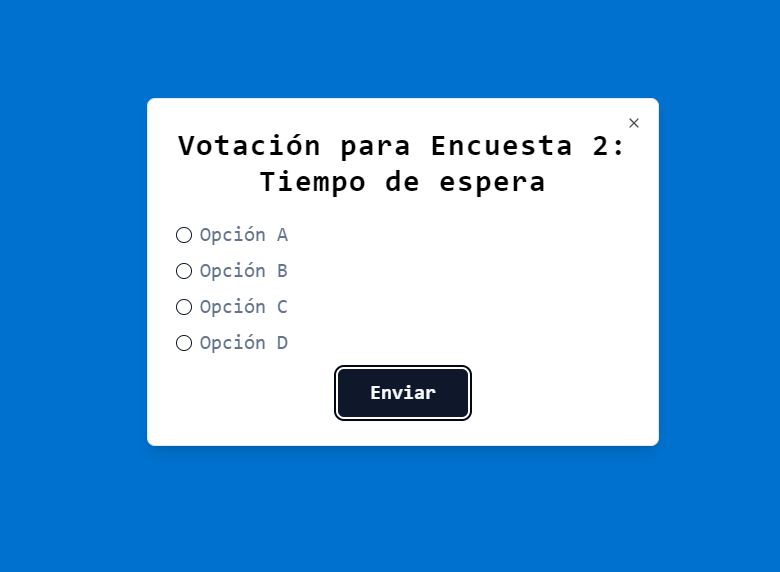 Votación para Encuesta 2:
Tiempo de espera
Opción A
Opción B
Opción C
Opción D
Enviar